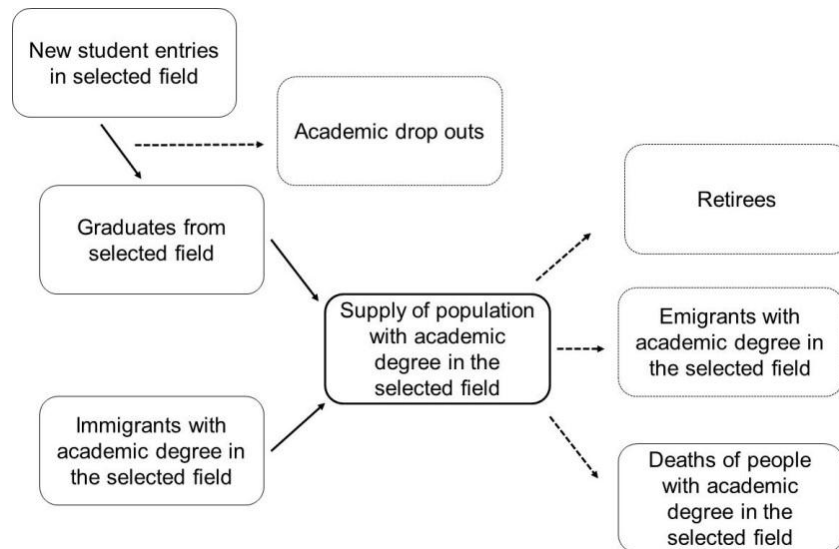 New student entries
in selected field
Academic drop outs
Graduates from
selected field
Retirees
Supply of population
with academic
degree in the
selected field
Emigrants with
academic degree in
the selected field
Immigrants with
academic degree in
the selected field
Deaths of people
with academic
degree in the
selected field